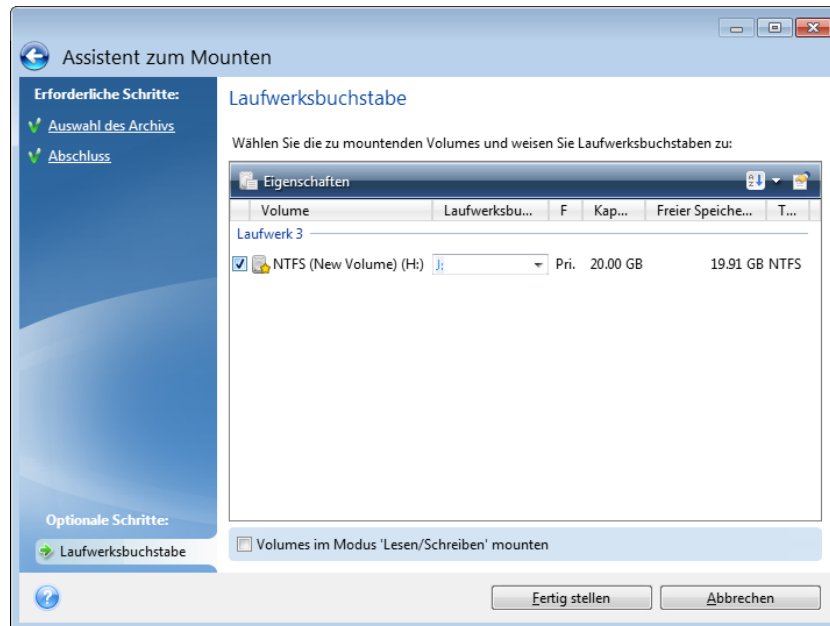 Assistent zum Mounten
Erforderliche Schritte:
Auswahl des Archivs
Abschluss
Laufwerksbuchstabe
Wählen Sie die zu mountenden Volumes und weisen Sie Laufwerksbuchstaben zu:
Eigenschaften
Volume Laufwerksbu... F Kap... Freier Speiche... T...
Laufwerk 3
NTFS (New Volume) (H:) J: Pri. 20.00 GB 19.91 GB NTFS
Optionale Schritte:
Laufwerksbuchstabe
Volumes im Modus 'Lesen/Schreiben' mounten
Fertig stellen Abbrechen